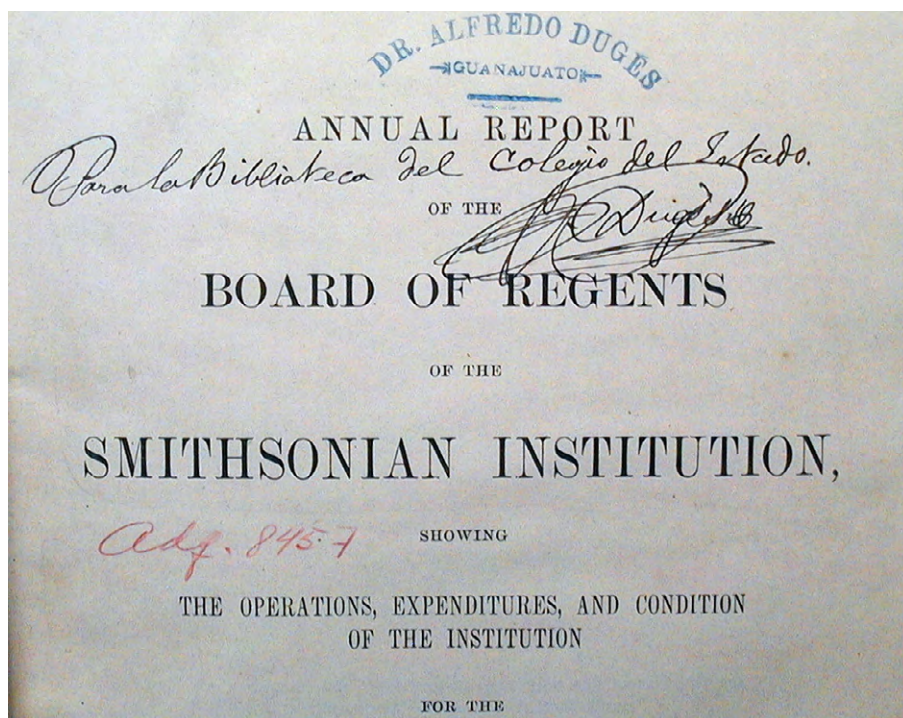 DR. ALFREDO DUGES
GUANAJUATO
ANNUAL REPORT
Para la Biblioteca del Colegio del Estado.
OF THE
Dugès
BOARD OF REGENTS
OF THE
SMITHSONIAN INSTITUTION,
Adq. 8457
SHOWING
THE OPERATIONS, EXPENDITURES, AND CONDITION
OF THE INSTITUTION
FOR THE